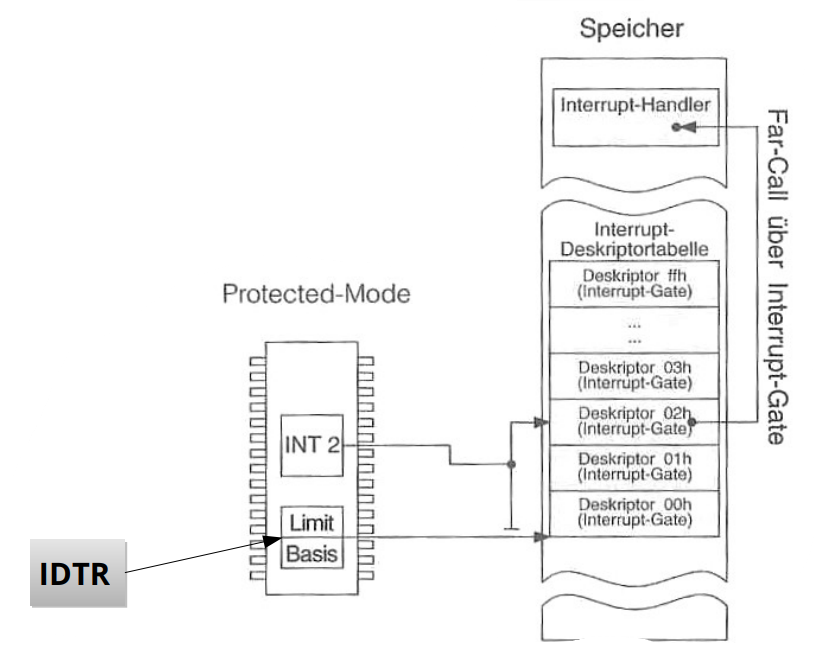 Speicher
Interrupt-Handler
Far-Call über Interrupt-Gate
Interrupt-
Deskriptortabelle
Deskriptor ffh
(Interrupt-Gate)
...
...
Deskriptor 03h
(Interrupt-Gate)
Deskriptor 02h
(Interrupt-Gate)
Deskriptor 01h
(Interrupt-Gate)
Deskriptor 00h
(Interrupt-Gate)
Protected-Mode
INT 2
Limit
Basis
IDTR